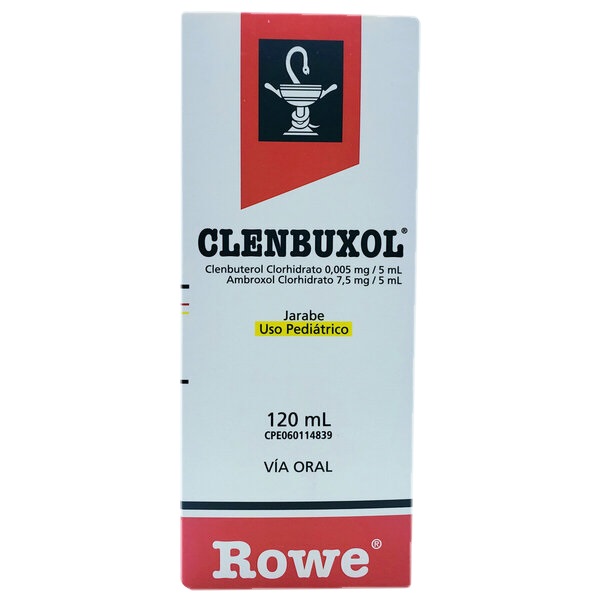 CLENBUXOL®
Clenbuterol Clorhidrato 0,005 mg / 5 mL
Ambroxol Clorhidrato 7,5 mg / 5 mL
Jarabe
Uso Pediátrico
120 mL
CPE060114839
VÍA ORAL
Rowe®